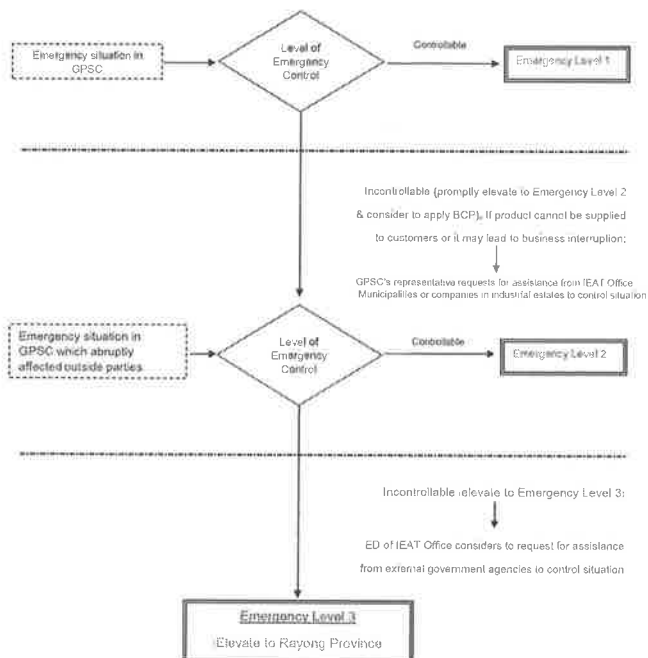 Emergency situation in
GPSC
Level of
Emergency
Control
Controllable
Emergency Level 1
Incontrollable (promptly elevate to Emergency Level 2
& consider to apply BCP), If product cannot be supplied
to customers or it may lead to business interruption;
GPSC's representative requests for assistance from IEAT Office
Municipalities or companies in industrial estates to control situation
Emergency situation in
GPSC which abruptly
affected outside parties
Level of
Emergency
Control
Controllable
Emergency Level 2
Incontrollable (elevate to Emergency Level 3)
ED of IEAT Office considers to request for assistance
from external government agencies to control situation
Emergency Level 3
Elevate to Rayong Province